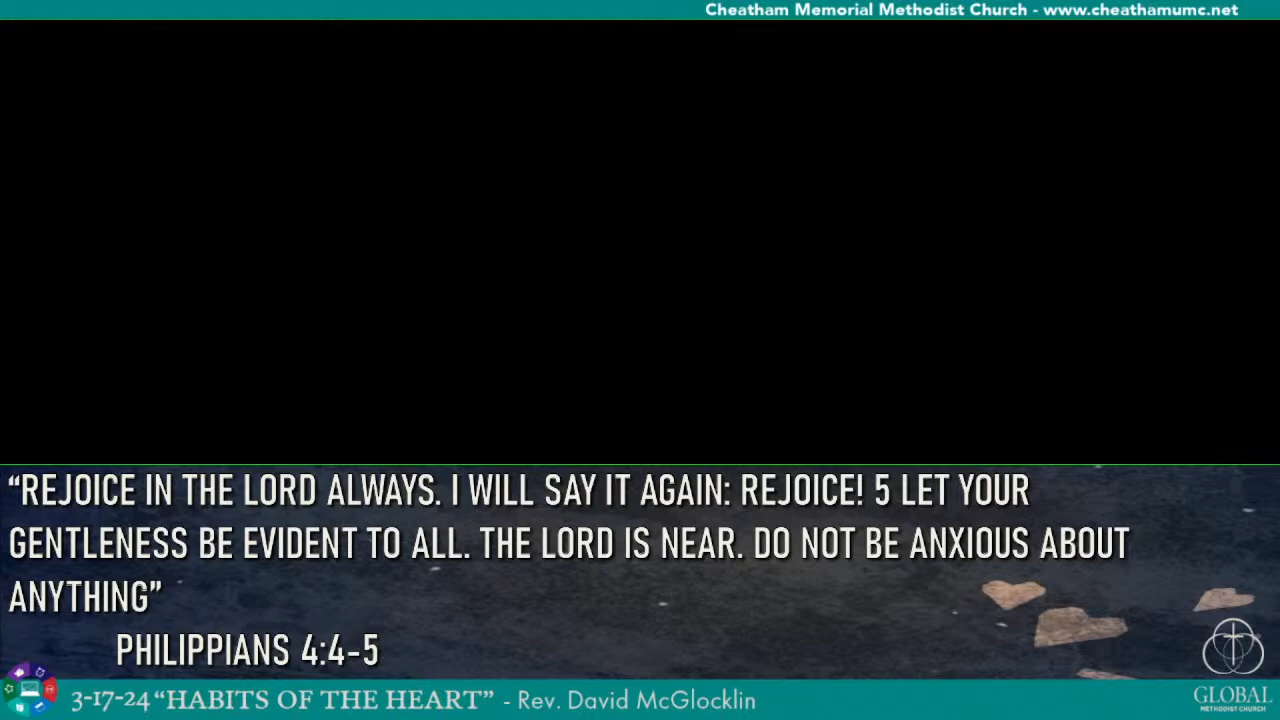 Cheatham Memorial Methodist Church - www.cheathamumc.net
“REJOICE IN THE LORD ALWAYS. I WILL SAY IT AGAIN: REJOICE! 5 LET YOUR
GENTLENESS BE EVIDENT TO ALL. THE LORD IS NEAR. DO NOT BE ANXIOUS ABOUT
ANYTHING”
PHILIPPIANS 4:4-5
3-17-24 “HABITS OF THE HEART” - Rev. David McGlocklin
GLOBAL
METHODIST CHURCH